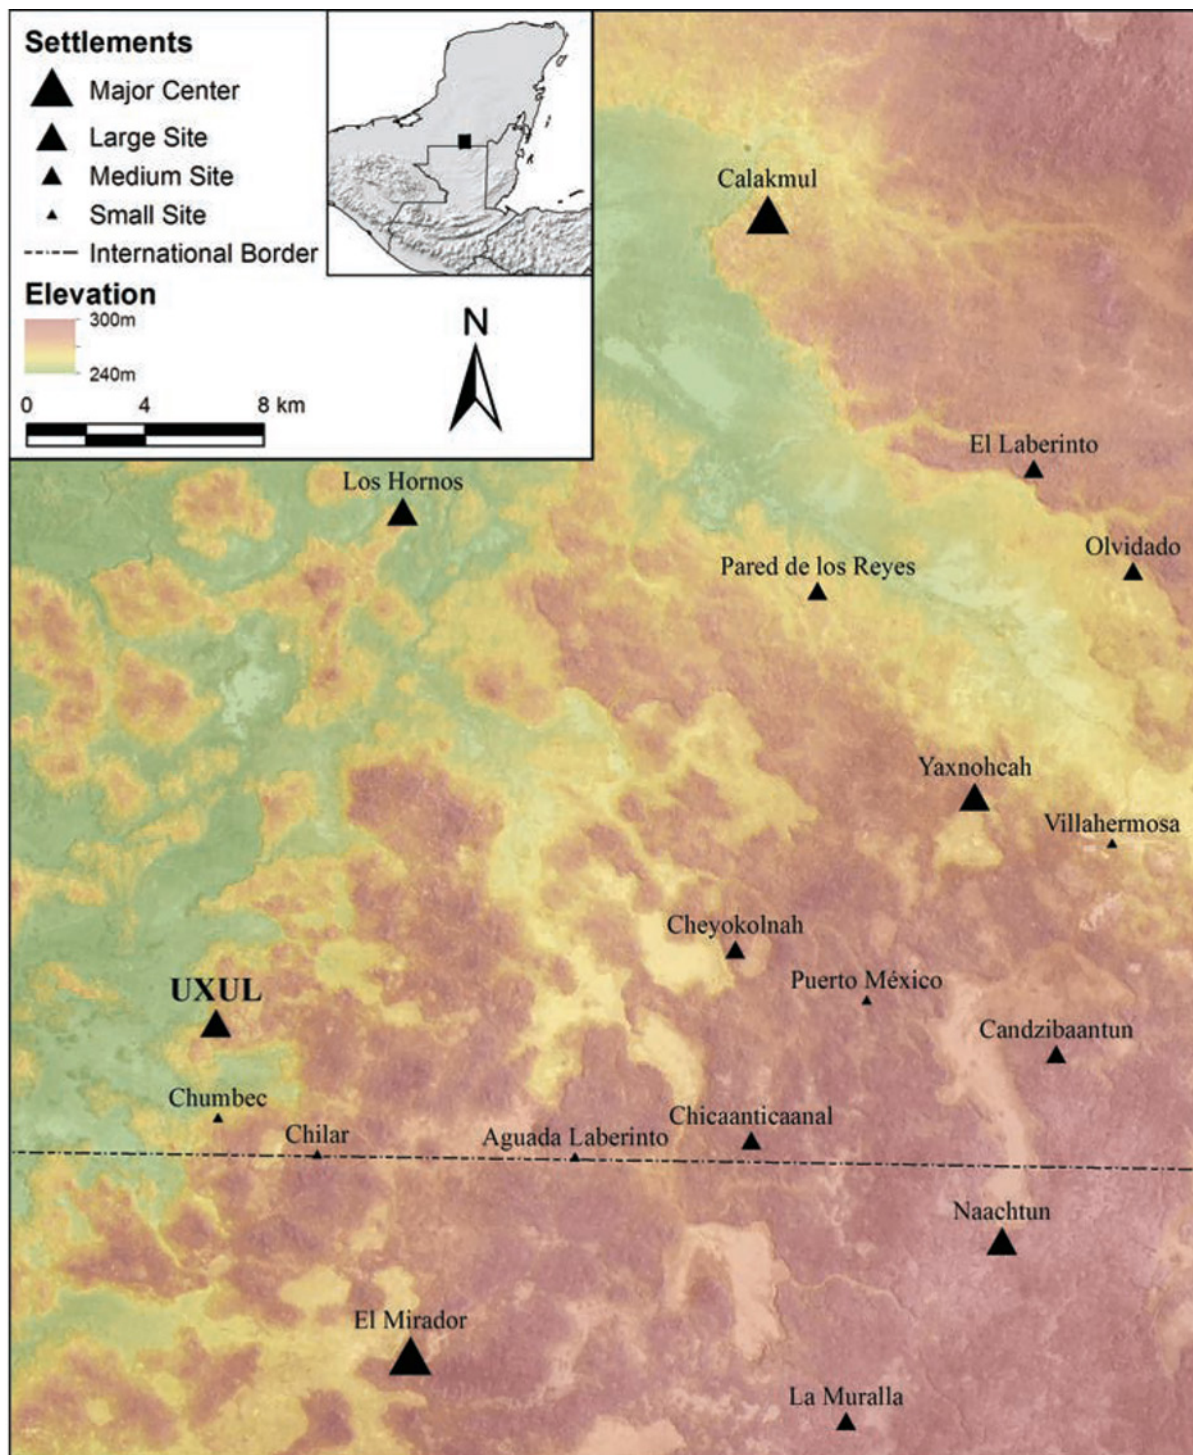 Settlements
Major Center
Large Site
Medium Site
Small Site
International Border
Elevation
300m
240m
0 4 8 km
N
Calakmul
El Laberinto
Los Hornos
Olvidado
Pared de los Reyes
Yaxnohcah
Villahermosa
Cheyokolnah
Puerto México
UXUL
Candzibaantun
Chumbec
Chicaanticaanal
Chilar
Aguada Laberinto
Naachtun
El Mirador
La Muralla